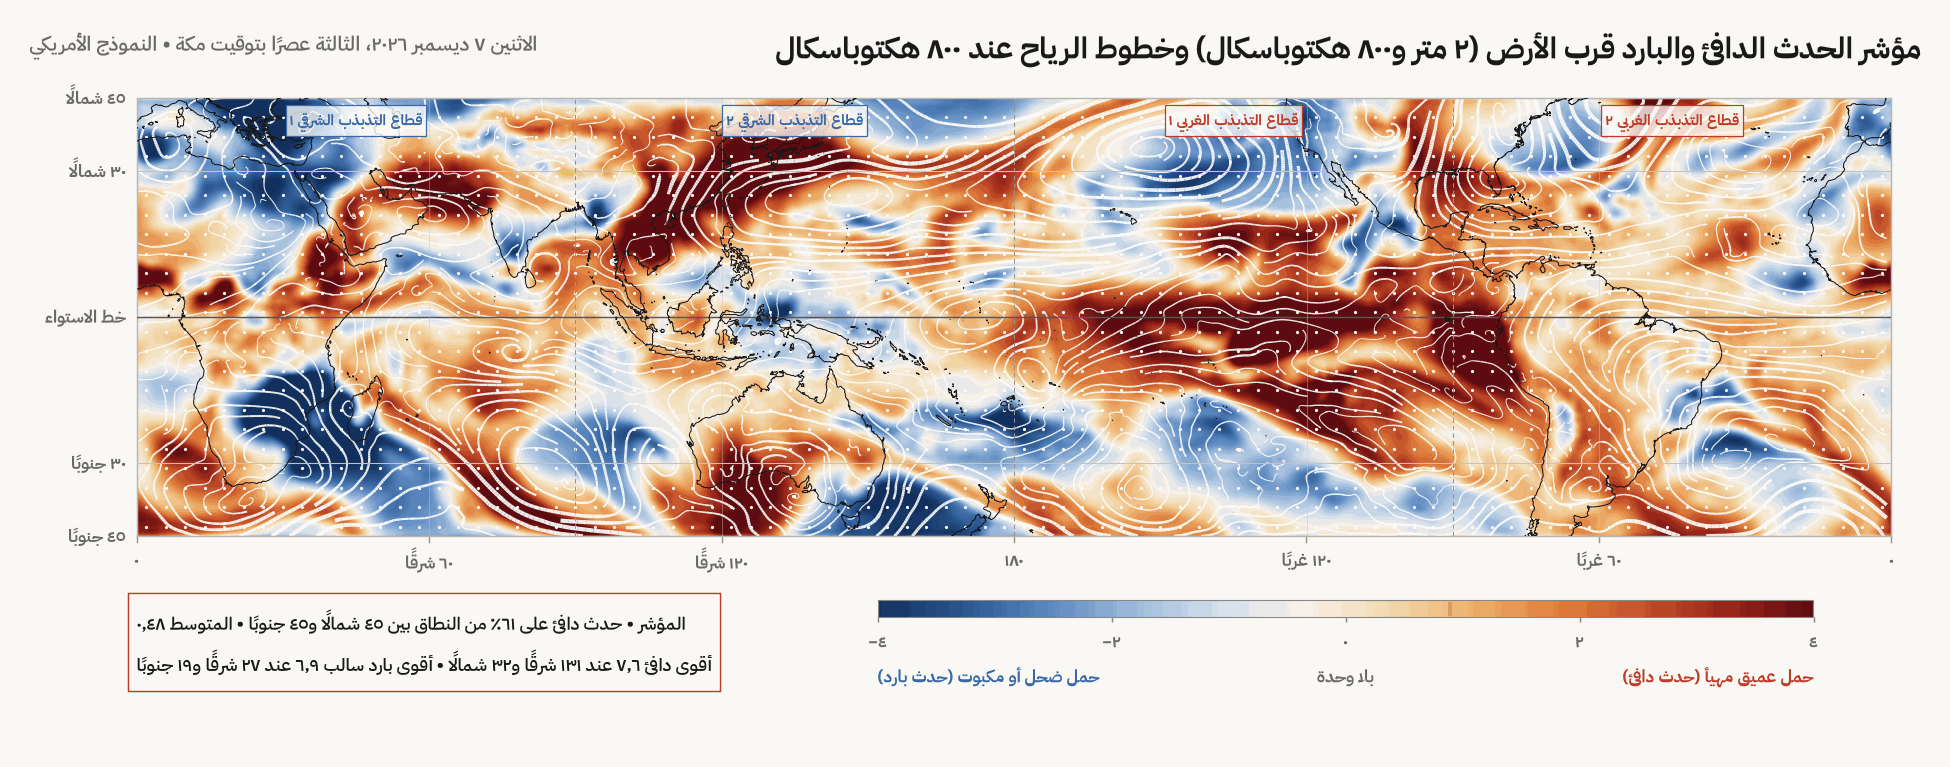 مؤشر الحدث الدافئ والبارد قرب الأرض (٢ متر و٨٠٠ هكتوباسكال) وخطوط الرياح عند ٨٠٠ هكتوباسكال
الاثنين ٧ ديسمبر ٢٠٢٦، الثالثة عصرًا بتوقيت مكة • النموذج الأمريكي
قطاع التذبذب الشرقي ١
قطاع التذبذب الشرقي ٢
قطاع التذبذب الغربي ١
قطاع التذبذب الغربي ٢
٤٥ شمالًا
٣٠ شمالًا
خط الاستواء
٣٠ جنوبًا
٤٥ جنوبًا
٠
٦٠ شرقًا
١٢٠ شرقًا
١٨٠
١٢٠ غربًا
٦٠ غربًا
٠
المؤشر • حدث دافئ على ٦١٪ من النطاق بين ٤٥ شمالًا و٤٥ جنوبًا • المتوسط ٠,٤٨
أقوى دافئ ٧,٦ عند ١٣١ شرقًا و٣٢ شمالًا • أقوى بارد سالب ٦,٩ عند ٢٧ شرقًا و١٩ جنوبًا
−٤
−٢
٠
٢
٤
حمل عميق مهيأ (حدث دافئ)
بلا وحدة
حمل ضحل أو مكبوت (حدث بارد)